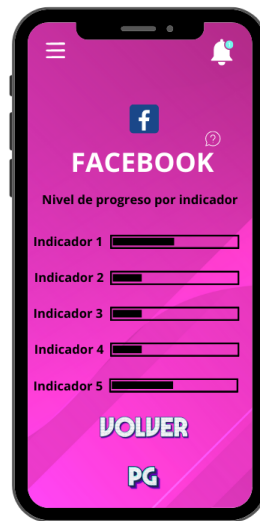 f
?
FACEBOOK
Nivel de progreso por indicador
Indicador 1
Indicador 2
Indicador 3
Indicador 4
Indicador 5
VOLVER
PG